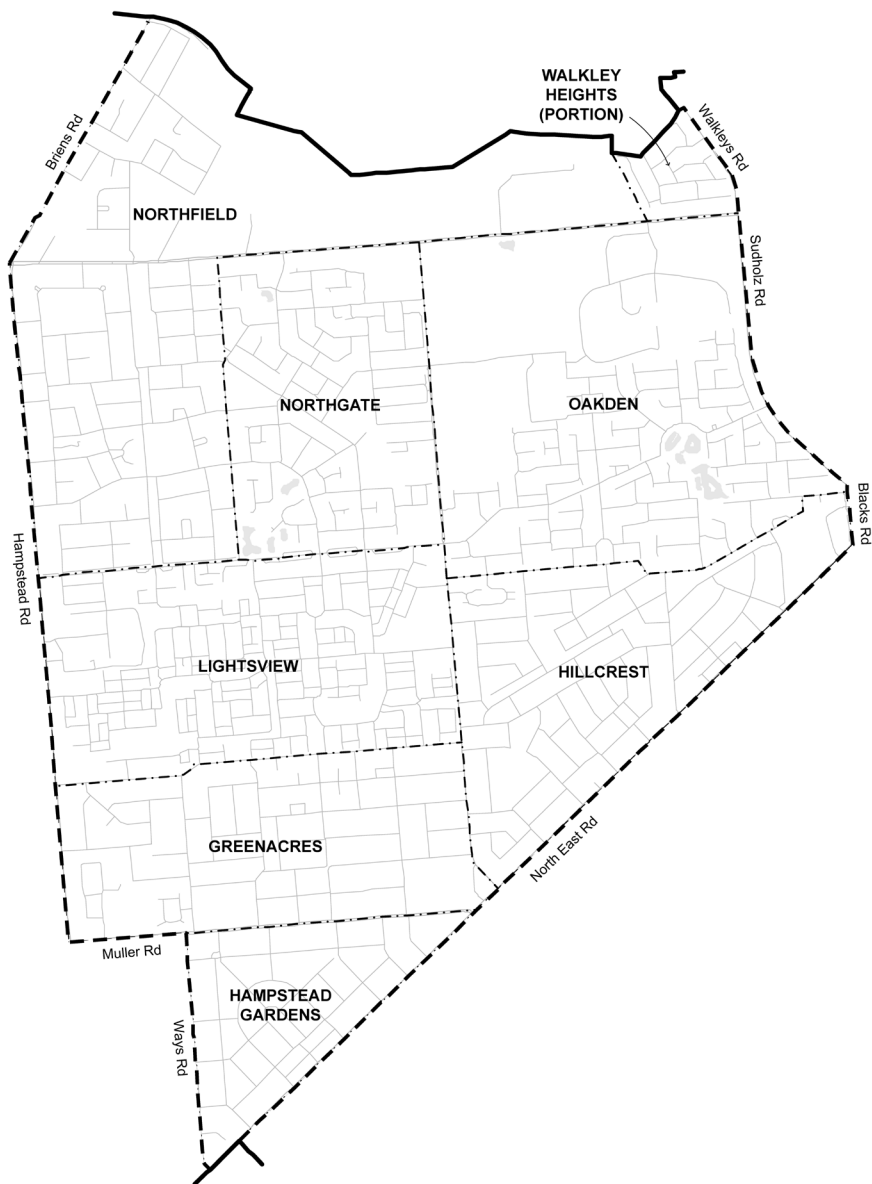 WALKLEY
HEIGHTS
(PORTION)
Walkleys Rd
Briens Rd
NORTHFIELD
Sudholz Rd
NORTHGATE
OAKDEN
Blacks Rd
Hampstead Rd
LIGHTSVIEW
HILLCREST
GREENACRES
North East Rd
Muller Rd
HAMPSTEAD
GARDENS
Ways Rd